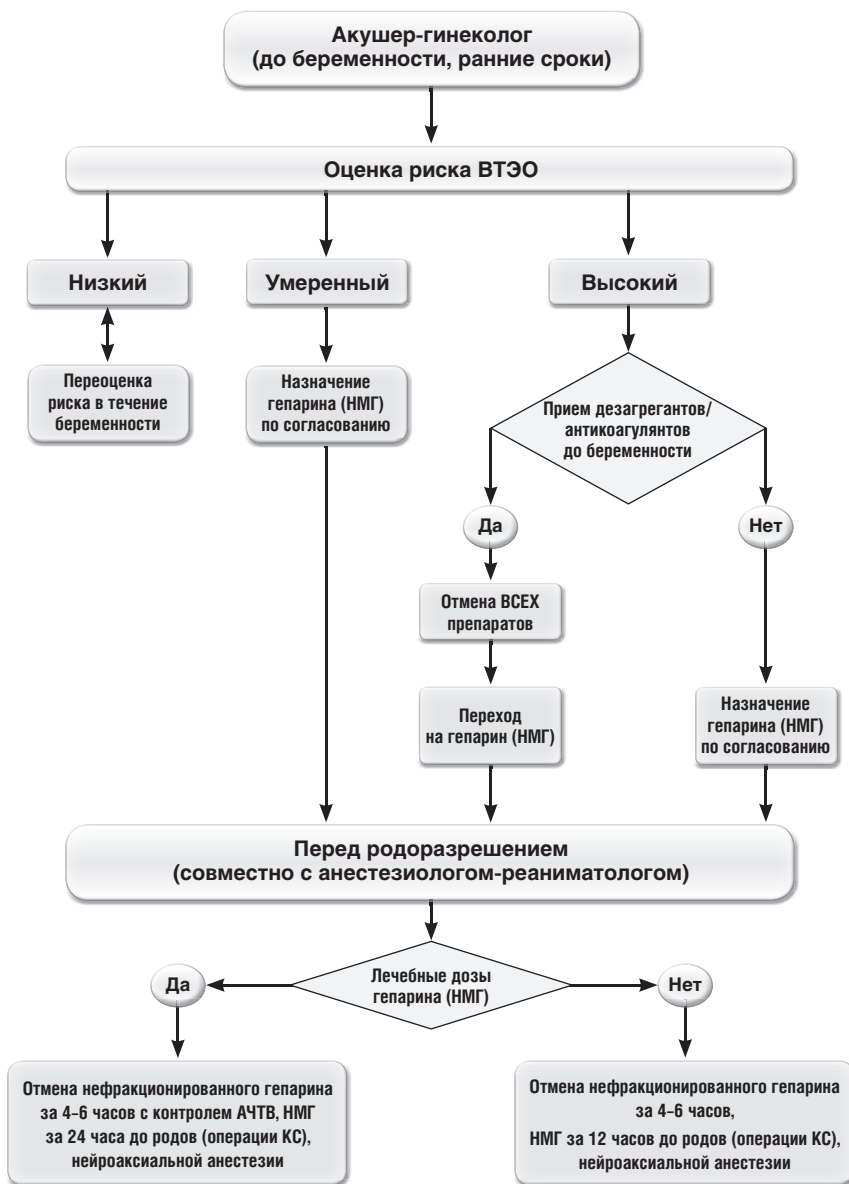 Акушер-гинеколог
(до беременности, ранние сроки)
Оценка риска ВТЭО
Низкий
Умеренный
Высокий
Переоценка
риска в течение
беременности
Назначение
гепарина (НМГ)
по согласованию
Прием дезагрегантов/
антикоагулянтов
до беременности
Да
Нет
Отмена ВСЕХ
препаратов
Переход
на гепарин (НМГ)
Назначение
гепарина (НМГ)
по согласованию
Перед родоразрешением
(совместно с анестезиологом-реаниматологом)
Лечебные дозы
гепарина (НМГ)
Да
Нет
Отмена нефракционированного гепарина
за 4–6 часов с контролем АЧТВ, НМГ
за 24 часа до родов (операции КС),
нейроаксиальной анестезии
Отмена нефракционированного гепарина
за 4–6 часов,
НМГ за 12 часов до родов (операции КС),
нейроаксиальной анестезии